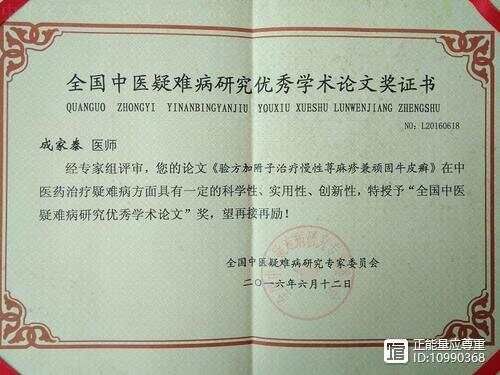 全国中医疑难病研究优秀学术论文奖证书
QUANGUO ZHONGYI YINANBINGYANJIU YOUXIU XUESHU LUNWENJIANG ZHENGSHU
NO: L20160618
成家泰 医师
经专家组评审，您的论文《验方加附子治疗慢性荨麻疹兼顽固牛皮癣》在中
医药治疗疑难病方面具有一定的科学性、实用性、创新性，特授予“全国中医
疑难病研究优秀学术论文”奖，望再接再励！
全国中医疑难病研究专家委员会
二〇一六年六月十二日
正能量应尊重
ID:10990368